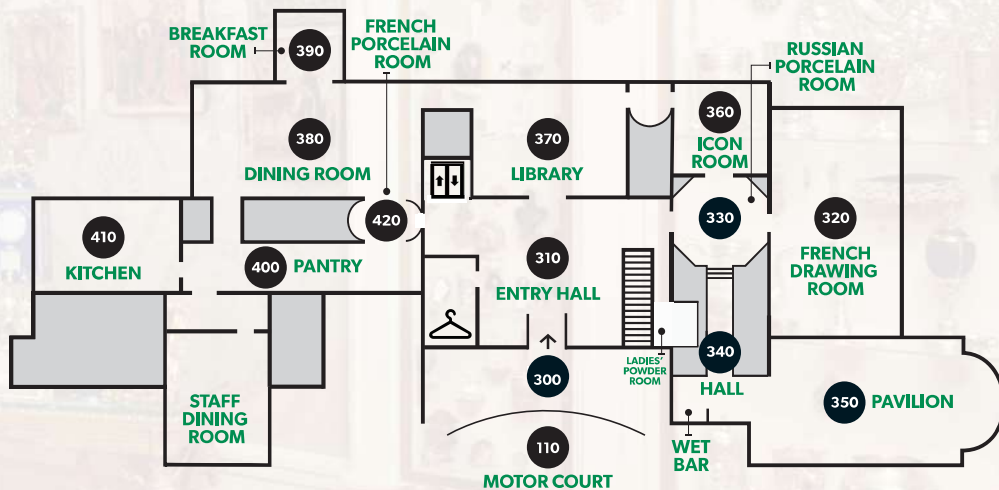 BREAKFAST
ROOM
390
FRENCH
PORCELAIN
ROOM
RUSSIAN
PORCELAIN
ROOM
380
DINING ROOM
370
LIBRARY
360
ICON
ROOM
420
330
320
FRENCH
DRAWING
ROOM
410
KITCHEN
400 PANTRY
310
ENTRY HALL
300
LADIES'
POWDER
ROOM
340
HALL
350 PAVILION
STAFF
DINING
ROOM
WET
BAR
110
MOTOR COURT